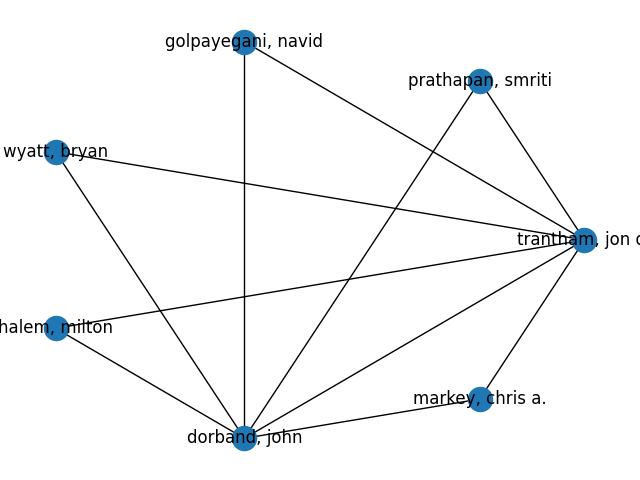 golpayegani, navid
prathapan, smriti
wyatt, bryan
trantham, jon c
halem, milton
markey, chris a.
dorband, john